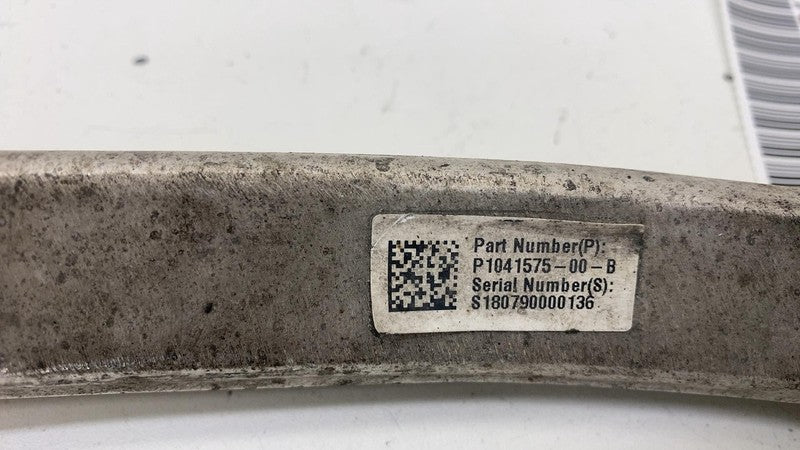 Part Number(P):
P1041575-00-B
Serial Number(S):
S180790000136